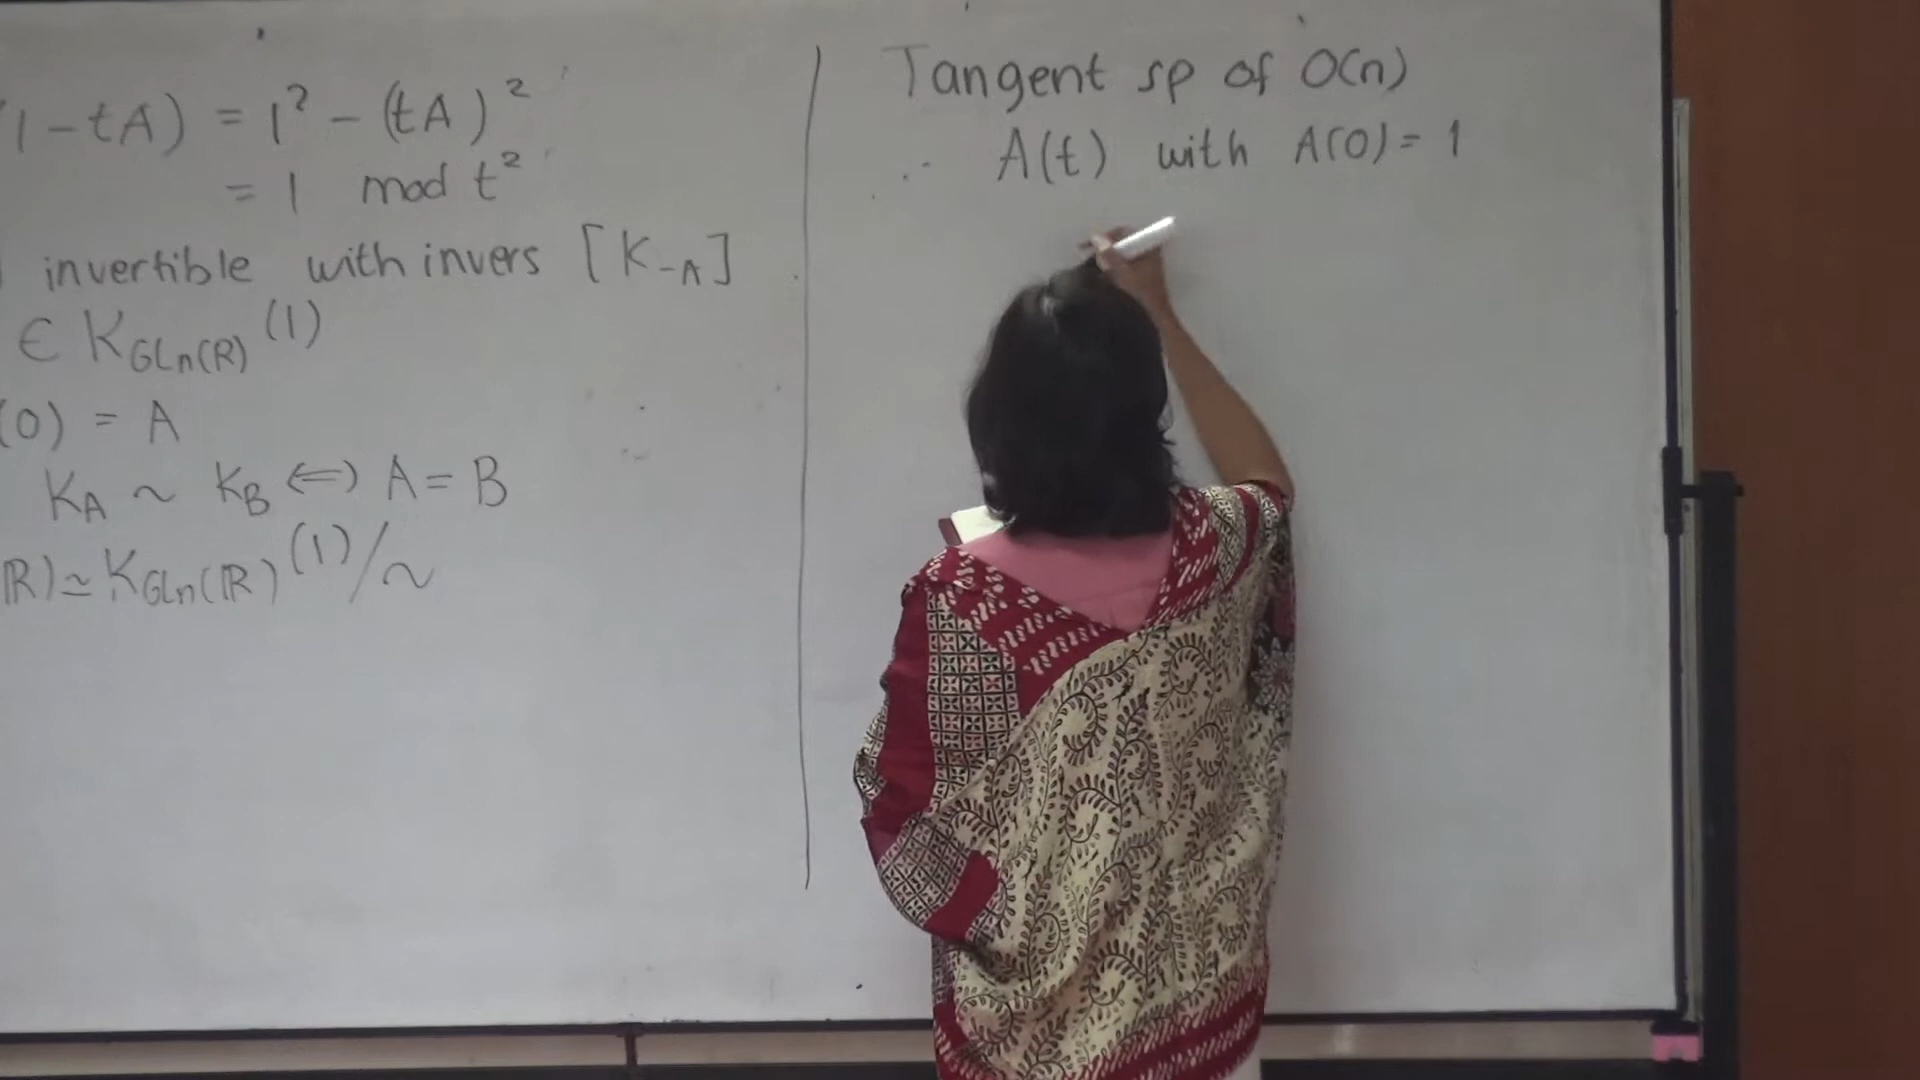 1 - tA) = 1² - (tA)²
= 1 mod t²
invertible with invers [K_{-A}]
∈ K_{GLn(R)}(1)
(0) = A
K_A ~ K_B ⇔ A = B
R) ≃ K_{GLn(R)}(1)/~
Tangent sp of O(n)
A(t) with A(0) = 1